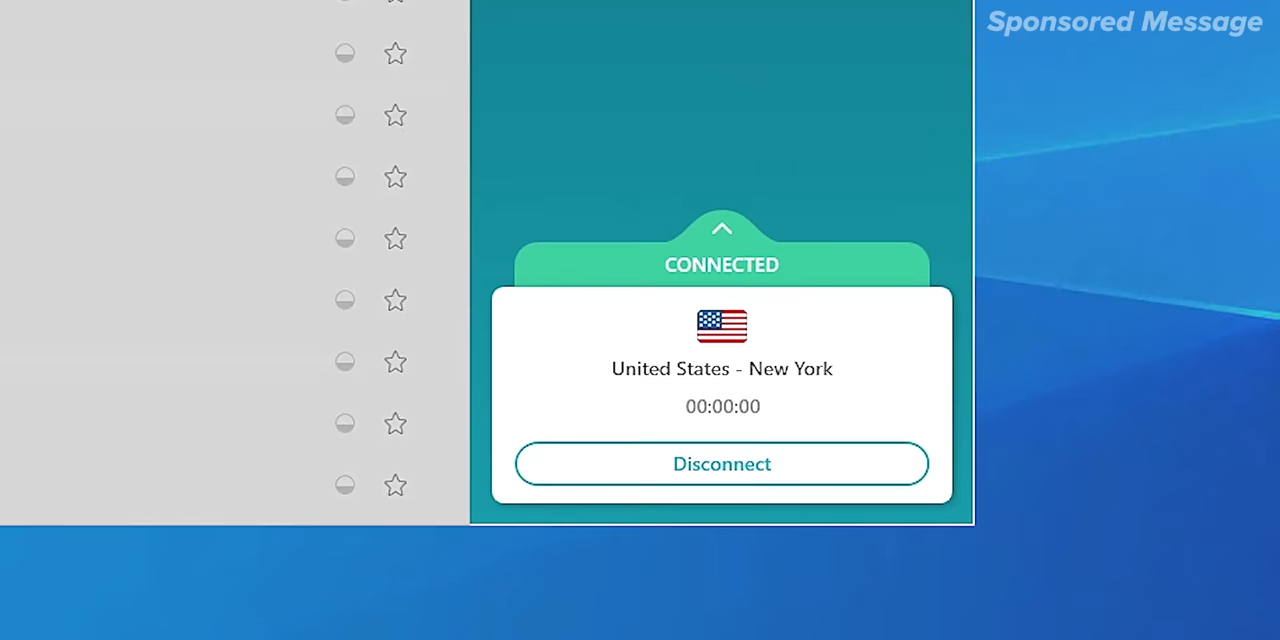 Sponsored Message
CONNECTED
United States - New York
00:00:00
Disconnect